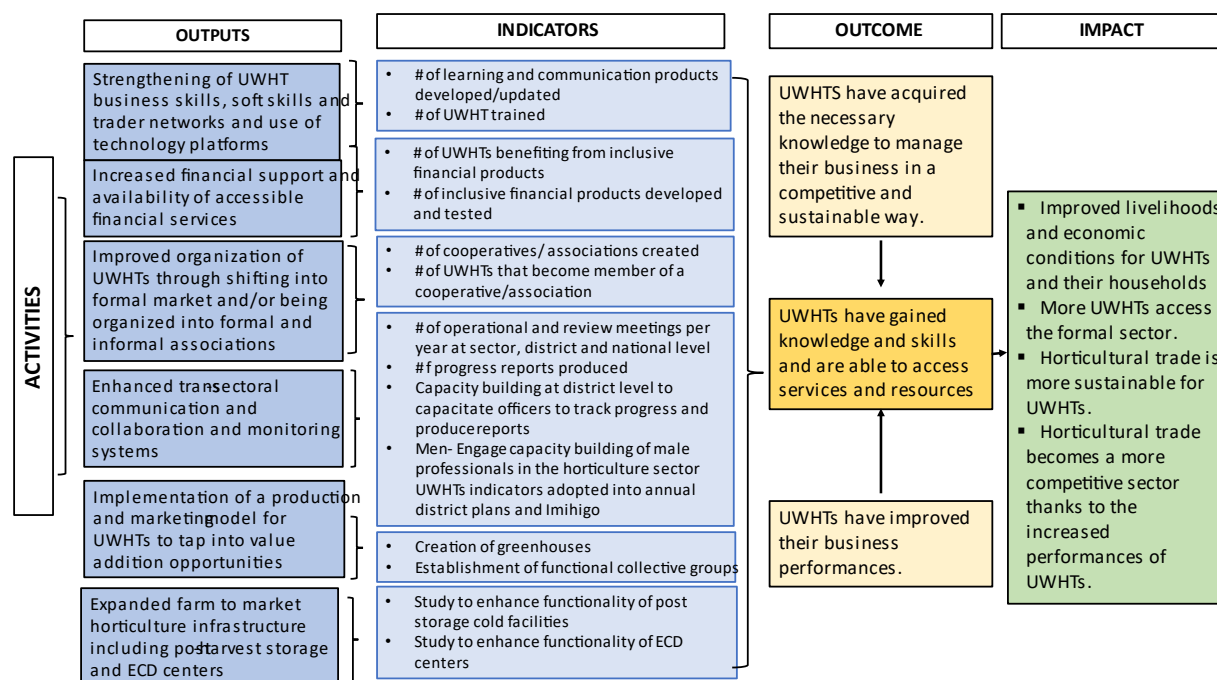 OUTPUTS
INDICATORS
OUTCOME
IMPACT
ACTIVITIES
Strengthening of UWHT
business skills, soft skills and
trader networks and use of
technology platforms
Increased financial support and
availability of accessible
financial services
Improved organization of
UWHTs through shifting into
formal market and/or being
organized into formal and
informal associations
Enhanced trans-sectoral
communication and
collaboration and monitoring
systems
Implementation of a production
and marketing model for
UWHTs to tap into value
addition opportunities
Expanded farm to market
horticulture infrastructure
including post-harvest storage
and ECD centers
• # of learning and communication products
developed/updated
• # of UWHT trained
• # of UWHTs benefiting from inclusive
financial products
• # of inclusive financial products developed
and tested
• # of cooperatives/ associations created
• # of UWHTs that become member of a
cooperative/association
• # of operational and review meetings per
year at sector, district and national level
• #f progress reports produced
• Capacity building at district level to
capacitate officers to track progress and
produce reports
• Men- Engage capacity building of male
professionals in the horticulture sector
UWHTs indicators adopted into annual
district plans and Imihigo
• Creation of greenhouses
• Establishment of functional collective groups
• Study to enhance functionality of post
storage cold facilities
• Study to enhance functionality of ECD
centers
UWHTS have acquired
the necessary
knowledge to manage
their business in a
competitive and
sustainable way.
UWHTs have gained
knowledge and skills
and are able to access
services and resources
UWHTs have improved
their business
performances.
▪ Improved livelihoods
and economic
conditions for UWHTs
and their households
▪ More UWHTs access
the formal sector.
▪ Horticultural trade is
more sustainable for
UWHTs.
▪ Horticultural trade
becomes a more
competitive sector
thanks to the
increased
performances of
UWHTs.